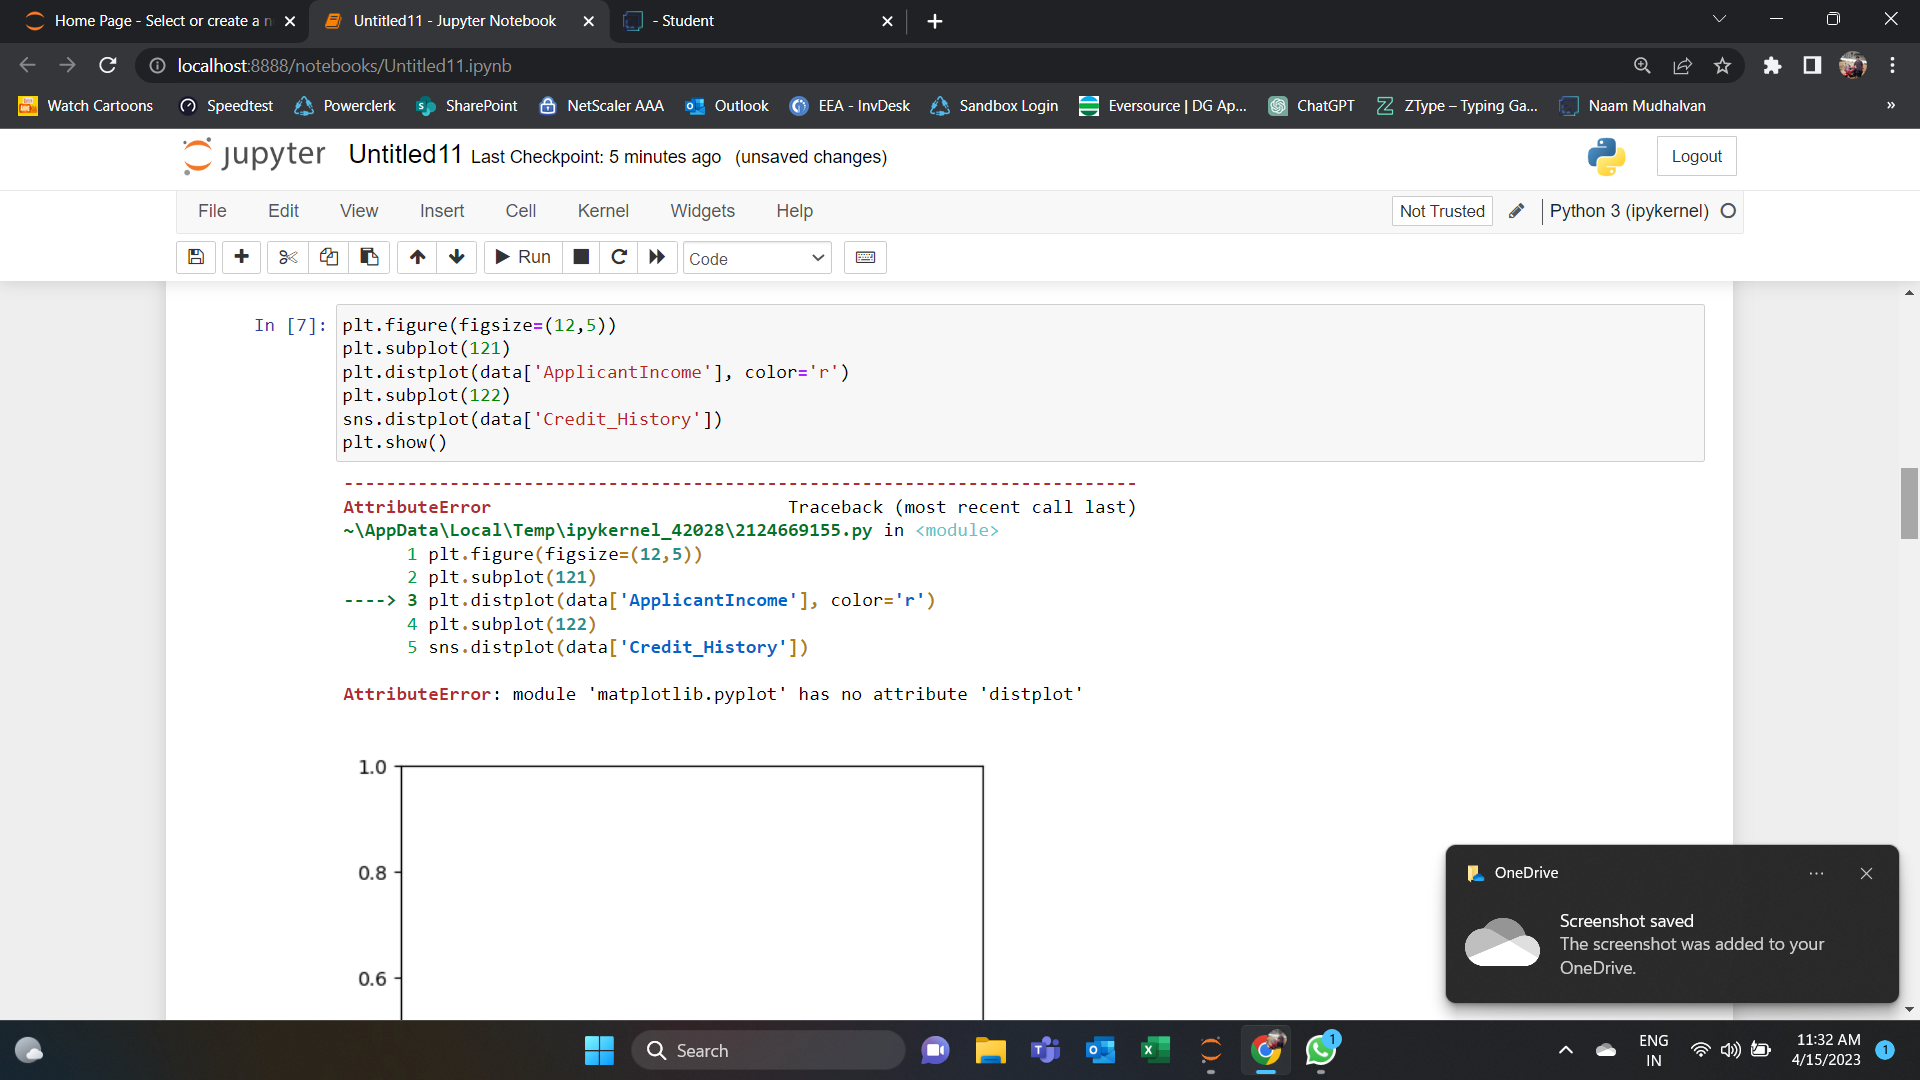 Home Page - Select or create a n
Untitled11 - Jupyter Notebook
- Student
localhost:8888/notebooks/Untitled11.ipynb
Watch Cartoons
Speedtest
Powerclerk
SharePoint
NetScaler AAA
Outlook
EEA - InvDesk
Sandbox Login
Eversource | DG Ap...
ChatGPT
ZType – Typing Ga...
Naam Mudhalvan
»
jupyter
Untitled11 Last Checkpoint: 5 minutes ago (unsaved changes)
Logout
File Edit View Insert Cell Kernel Widgets Help
Not Trusted
Python 3 (ipykernel)
Run
Code
In [7]:
plt.figure(figsize=(12,5))
plt.subplot(121)
plt.distplot(data['ApplicantIncome'], color='r')
plt.subplot(122)
sns.distplot(data['Credit_History'])
plt.show()
---------------------------------------------------------------------------
AttributeError Traceback (most recent call last)
~\AppData\Local\Temp\ipykernel_42028\2124669155.py in <module>
1 plt.figure(figsize=(12,5))
2 plt.subplot(121)
----> 3 plt.distplot(data['ApplicantIncome'], color='r')
4 plt.subplot(122)
5 sns.distplot(data['Credit_History'])
AttributeError: module 'matplotlib.pyplot' has no attribute 'distplot'
1.0
0.8
0.6
OneDrive
Screenshot saved
The screenshot was added to your
OneDrive.
Search
1
ENG
IN
11:32 AM
4/15/2023
1